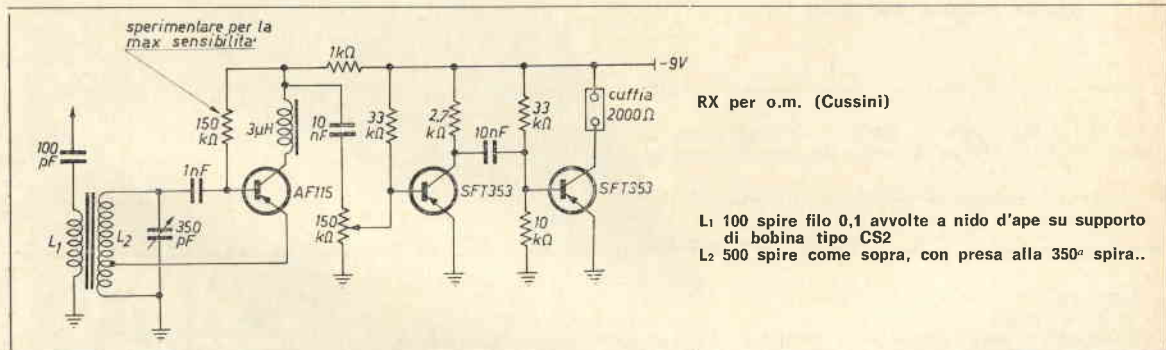 sperimentare per la
max sensibilità
1kΩ
-9V
100
pF
L1
L2
350
pF
1nF
150
kΩ
3μH
AF115
10
nF
150
kΩ
33
kΩ
2,7
kΩ
SFT353
10nF
33
kΩ
10
kΩ
SFT353
cuffia
2000Ω
RX per o.m. (Cussini)
L1 100 spire filo 0,1 avvolte a nido d'ape su supporto
di bobina tipo CS2
L2 500 spire come sopra, con presa alla 350ª spira..